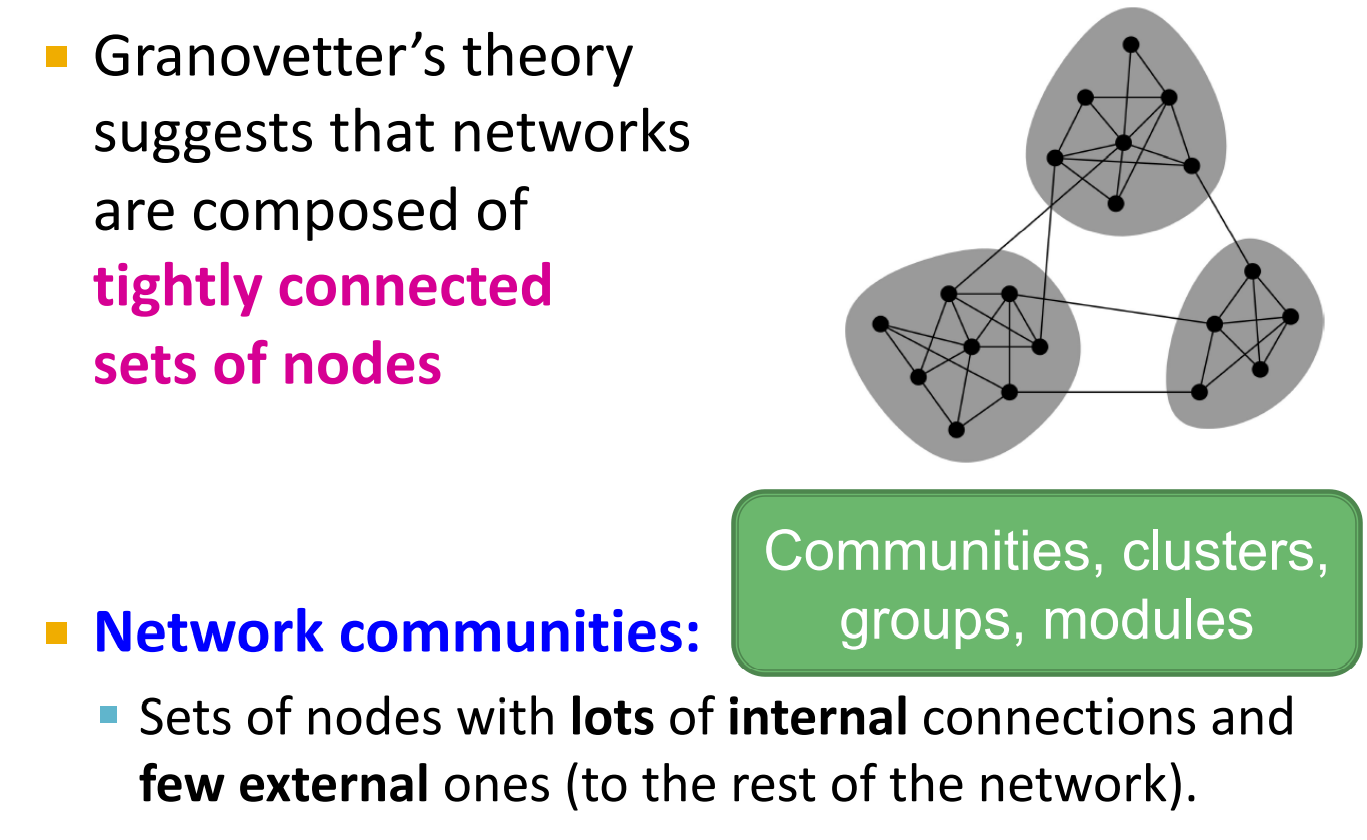 Granovetter’s theory
suggests that networks
are composed of
tightly connected
sets of nodes
Communities, clusters,
groups, modules
Network communities:
Sets of nodes with lots of internal connections and
few external ones (to the rest of the network).